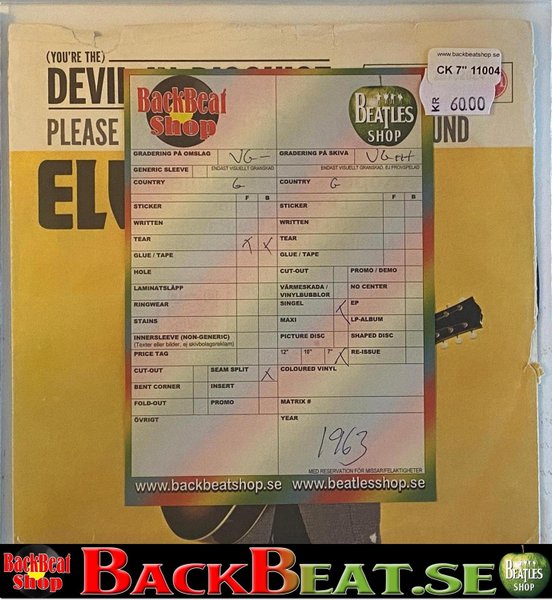 (YOU'RE THE)
www.backbeatshop.se
CK 7" 11004
KR 60.00
PLEASE
UND
BackBeat Shop
BEATLES SHOP
GRADERING PÅ OMSLAG VG-
GRADERING PÅ SKIVA
GENERIC SLEEVE
ENDAST VISUELLT GRANSKAD
ENDAST VISUELLT GRANSKAD, EJ PROVSPELAD
COUNTRY G
COUNTRY G
F B
F B
STICKER
STICKER
WRITTEN
WRITTEN
TEAR X X
TEAR
GLUE / TAPE
GLUE / TAPE
HOLE
CUT-OUT
PROMO / DEMO
LAMINATSLÄPP
VÄRMESKADA / VINYLBUBBLOR
NO CENTER
RINGWEAR
SINGEL X
EP
STAINS
MAXI
LP-ALBUM
INNERSLEEVE (NON-GENERIC)
(Texter eller bilder, ej skivbolagsreklam)
PICTURE DISC
SHAPED DISC
PRICE TAG
12" 10" 7" X
RE-ISSUE
CUT-OUT
SEAM SPLIT X
COLOURED VINYL
BENT CORNER
INSERT
FOLD-OUT
PROMO
MATRIX #
ÖVRIGT
YEAR
1963
MED RESERVATION FÖR MISSAR/FELAKTIGHETER
www.backbeatshop.se www.beatlesshop.se
BackBeat Shop
BACKBEAT.SE
BEATLES SHOP